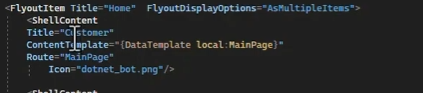 <FlyoutItem Title="Home"  FlyoutDisplayOptions="AsMultipleItems">
<ShellContent
Title="Customer"
ContentTemplate="{DataTemplate local:MainPage}"
Route="MainPage"
Icon="dotnet_bot.png"/>
<ShellContent